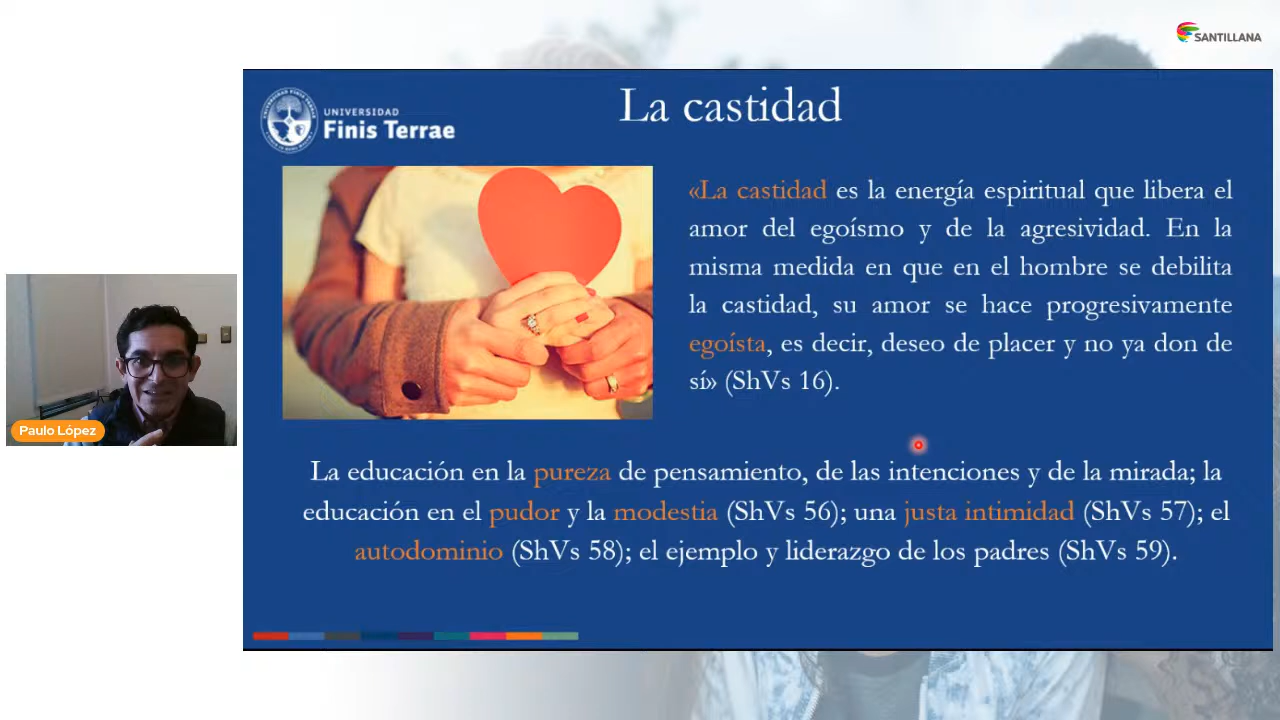 SANTILLANA
UNIVERSIDAD
Finis Terrae
La castidad
«La castidad es la energía espiritual que libera el
amor del egoísmo y de la agresividad. En la
misma medida en que en el hombre se debilita
la castidad, su amor se hace progresivamente
egoísta, es decir, deseo de placer y no ya don de
sí» (ShVs 16).
Paulo López
La educación en la pureza de pensamiento, de las intenciones y de la mirada; la
educación en el pudor y la modestia (ShVs 56); una justa intimidad (ShVs 57); el
autodominio (ShVs 58); el ejemplo y liderazgo de los padres (ShVs 59).